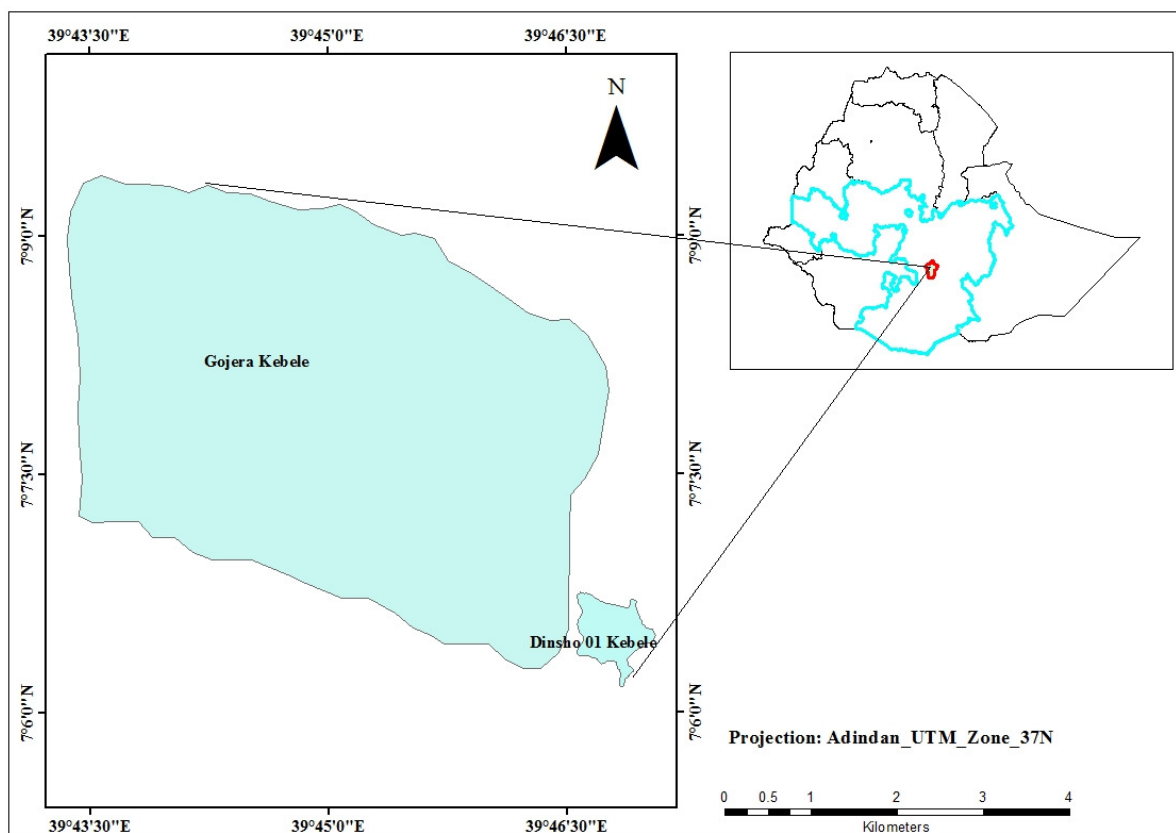 39°43'30"E 39°45'0"E 39°46'30"E
N
7°9'0"N 7°9'0"N
Gojera Kebele
7°7'30"N 7°7'30"N
Dinsho 01 Kebele
7°6'0"N 7°6'0"N
Projection: Adindan_UTM_Zone_37N
0 0.5 1 2 3 4
Kilometers
39°43'30"E 39°45'0"E 39°46'30"E